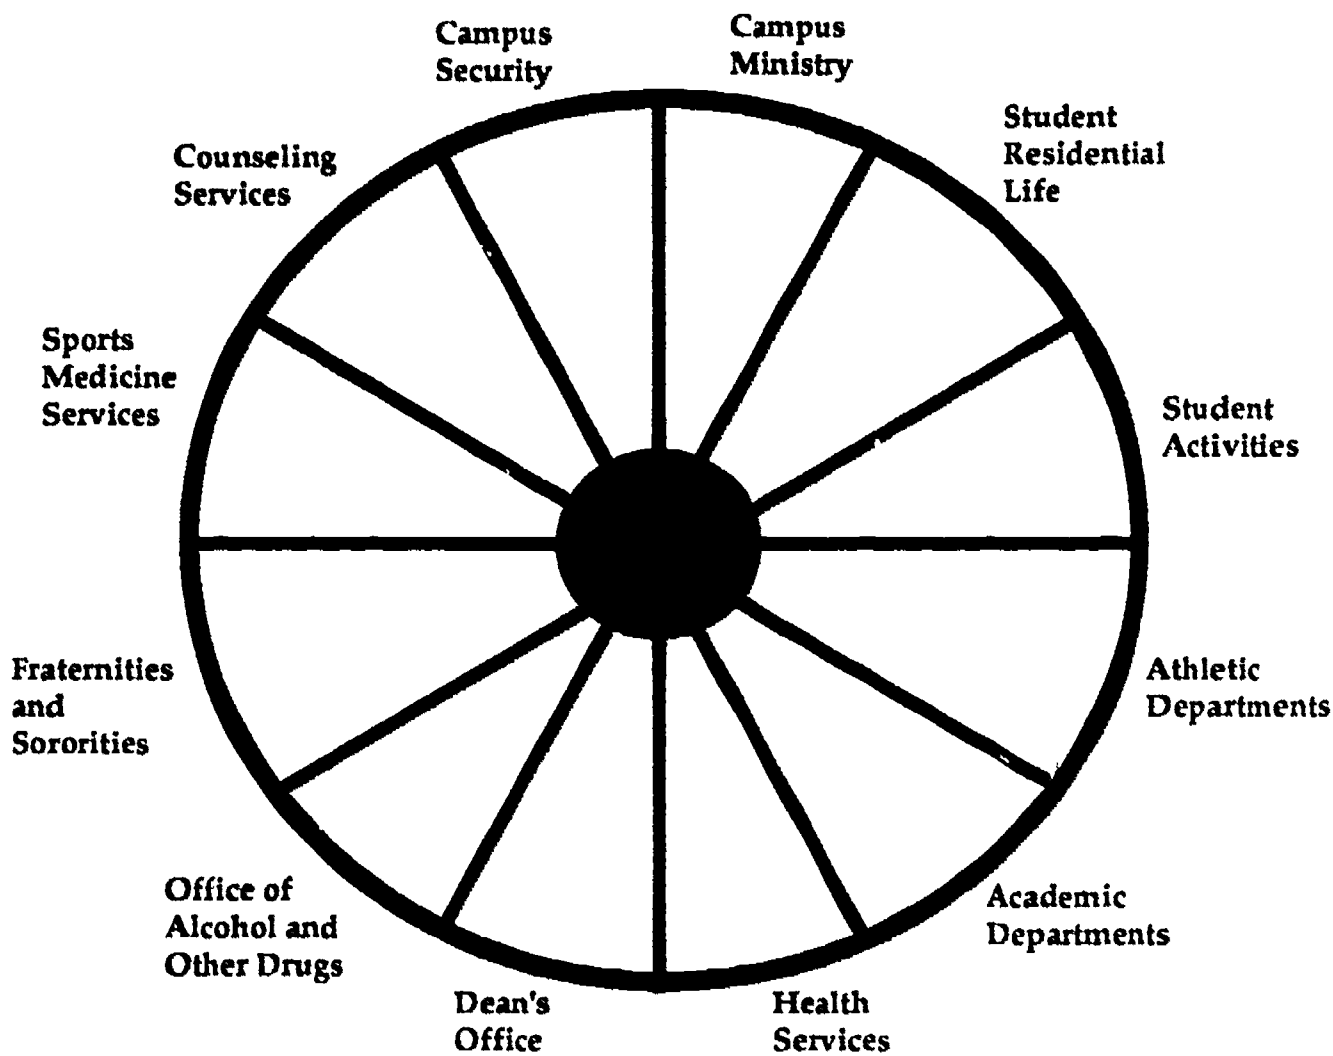 Campus
Security
Campus
Ministry
Student
Residential
Life
Counseling
Services
Sports
Medicine
Services
Student
Activities
Fraternities
and
Sororities
Athletic
Departments
Office of
Alcohol and
Other Drugs
Academic
Departments
Dean's
Office
Health
Services